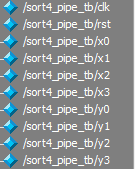 /sort4_pipe_tb/clk
/sort4_pipe_tb/rst
/sort4_pipe_tb/x0
/sort4_pipe_tb/x1
/sort4_pipe_tb/x2
/sort4_pipe_tb/x3
/sort4_pipe_tb/y0
/sort4_pipe_tb/y1
/sort4_pipe_tb/y2
/sort4_pipe_tb/y3